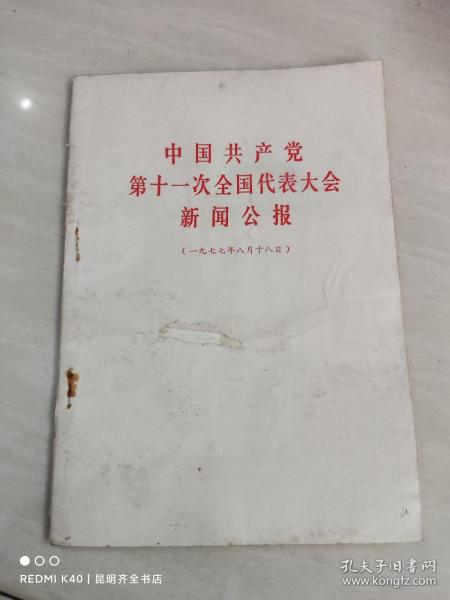 中国共产党
第十一次全国代表大会
新闻公报
（一九七七年八月十八日）
REDMI K40 | 昆明齐全书店
孔夫子旧书网
www.kongfz.com